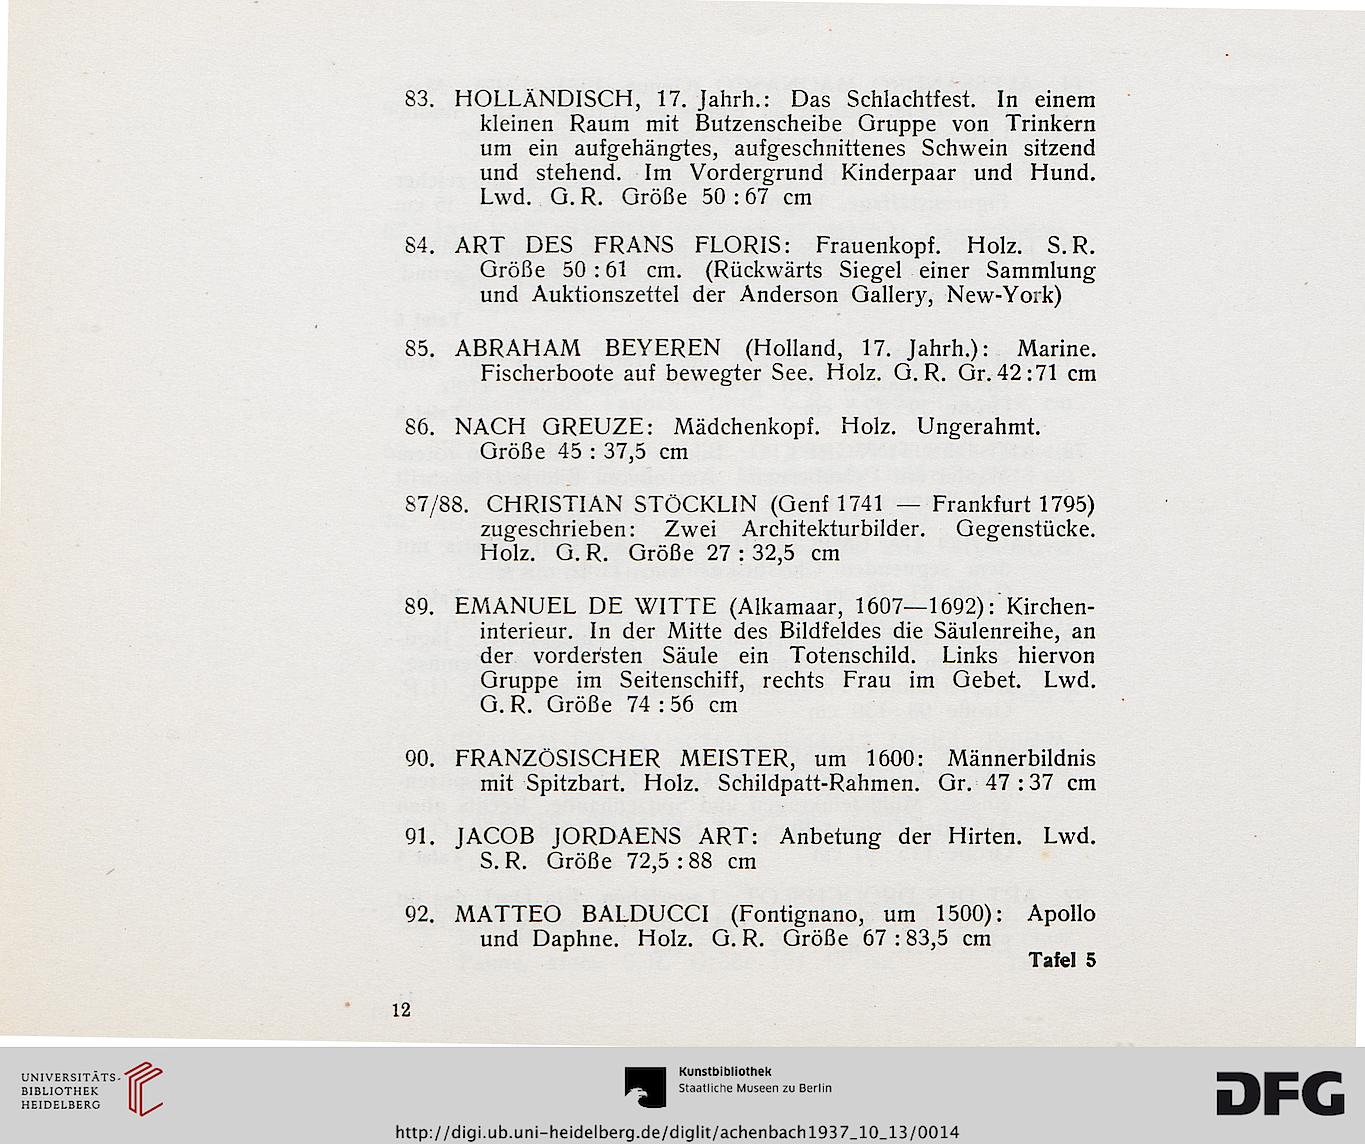 83. HOLLÄNDISCH, 17. Jahrh.: Das Schlachtfest. In einem
kleinen Raum mit Butzenscheibe Gruppe von Trinkern
um ein aufgehängtes, aufgeschnittenes Schwein sitzend
und stehend. Im Vordergrund Kinderpaar und Hund.
Lwd. G. R. Größe 50 : 67 cm
84. ART DES FRANS FLORIS: Frauenkopf. Holz. S. R.
Größe 50 : 61 cm. (Rückwärts Siegel einer Sammlung
und Auktionszettel der Anderson Gallery, New-York)
85. ABRAHAM BEYEREN (Holland, 17. Jahrh.): Marine.
Fischerboote auf bewegter See. Holz. G. R. Gr. 42 : 71 cm
86. NACH GREUZE: Mädchenkopf. Holz. Ungerahmt.
Größe 45 : 37,5 cm
87/88. CHRISTIAN STÖCKLIN (Genf 1741 — Frankfurt 1795)
zugeschrieben: Zwei Architekturbilder. Gegenstücke.
Holz. G. R. Größe 27 : 32,5 cm
89. EMANUEL DE WITTE (Alkamaar, 1607—1692): Kirchen-
interieur. In der Mitte des Bildfeldes die Säulenreihe, an
der vordersten Säule ein Totenschild. Links hiervon
Gruppe im Seitenschiff, rechts Frau im Gebet. Lwd.
G. R. Größe 74 : 56 cm
90. FRANZÖSISCHER MEISTER, um 1600: Männerbildnis
mit Spitzbart. Holz. Schildpatt-Rahmen. Gr. 47 : 37 cm
91. JACOB JORDAENS ART: Anbetung der Hirten. Lwd.
S. R. Größe 72,5 : 88 cm
92. MATTEO BALDUCCI (Fontignano, um 1500): Apollo
und Daphne. Holz. G. R. Größe 67 : 83,5 cm
Tafel 5
12
UNIVERSITÄTS-
BIBLIOTHEK
HEIDELBERG
Kunstbibliothek
Staatliche Museen zu Berlin
DFG
http://digi.ub.uni-heidelberg.de/diglit/achenbach1937_10_13/0014